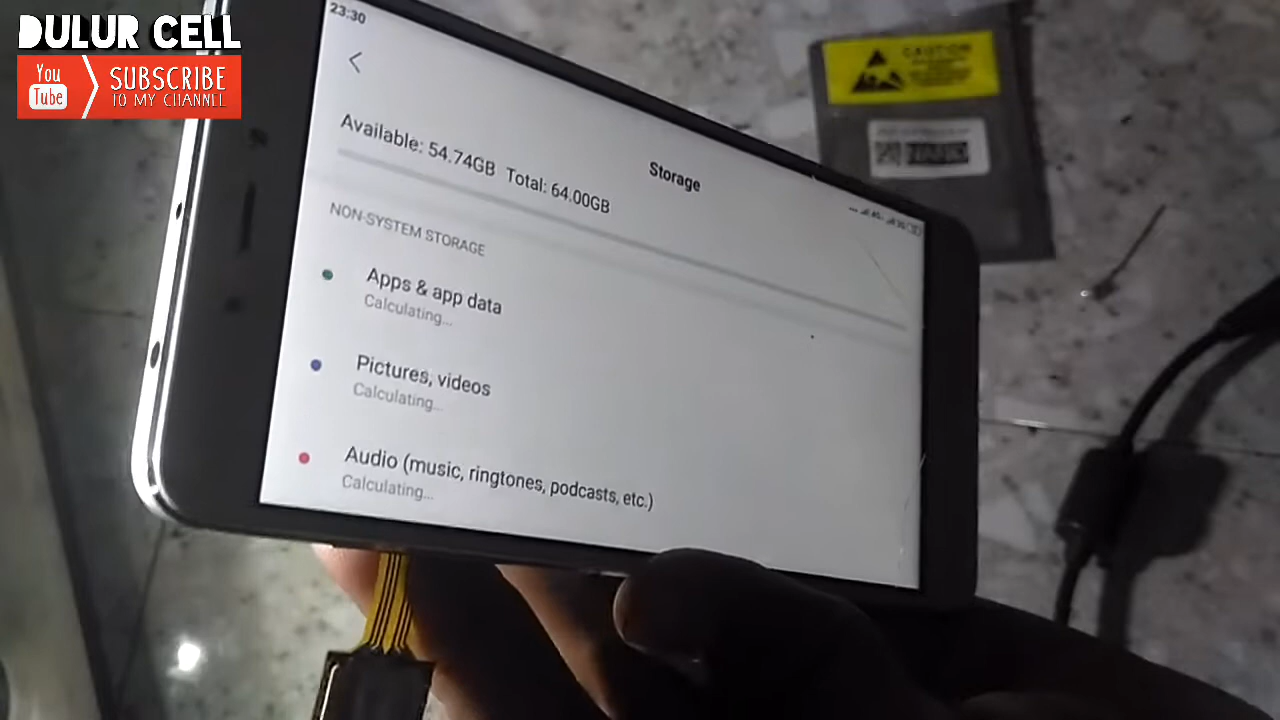 DULUR CELL
You Tube
SUBSCRIBE
TO MY CHANNEL
23:30
Storage
Available: 54.74GB Total: 64.00GB
NON-SYSTEM STORAGE
Apps & app data
Calculating...
Pictures, videos
Calculating...
Audio (music, ringtones, podcasts, etc.)
Calculating...
CAUTION